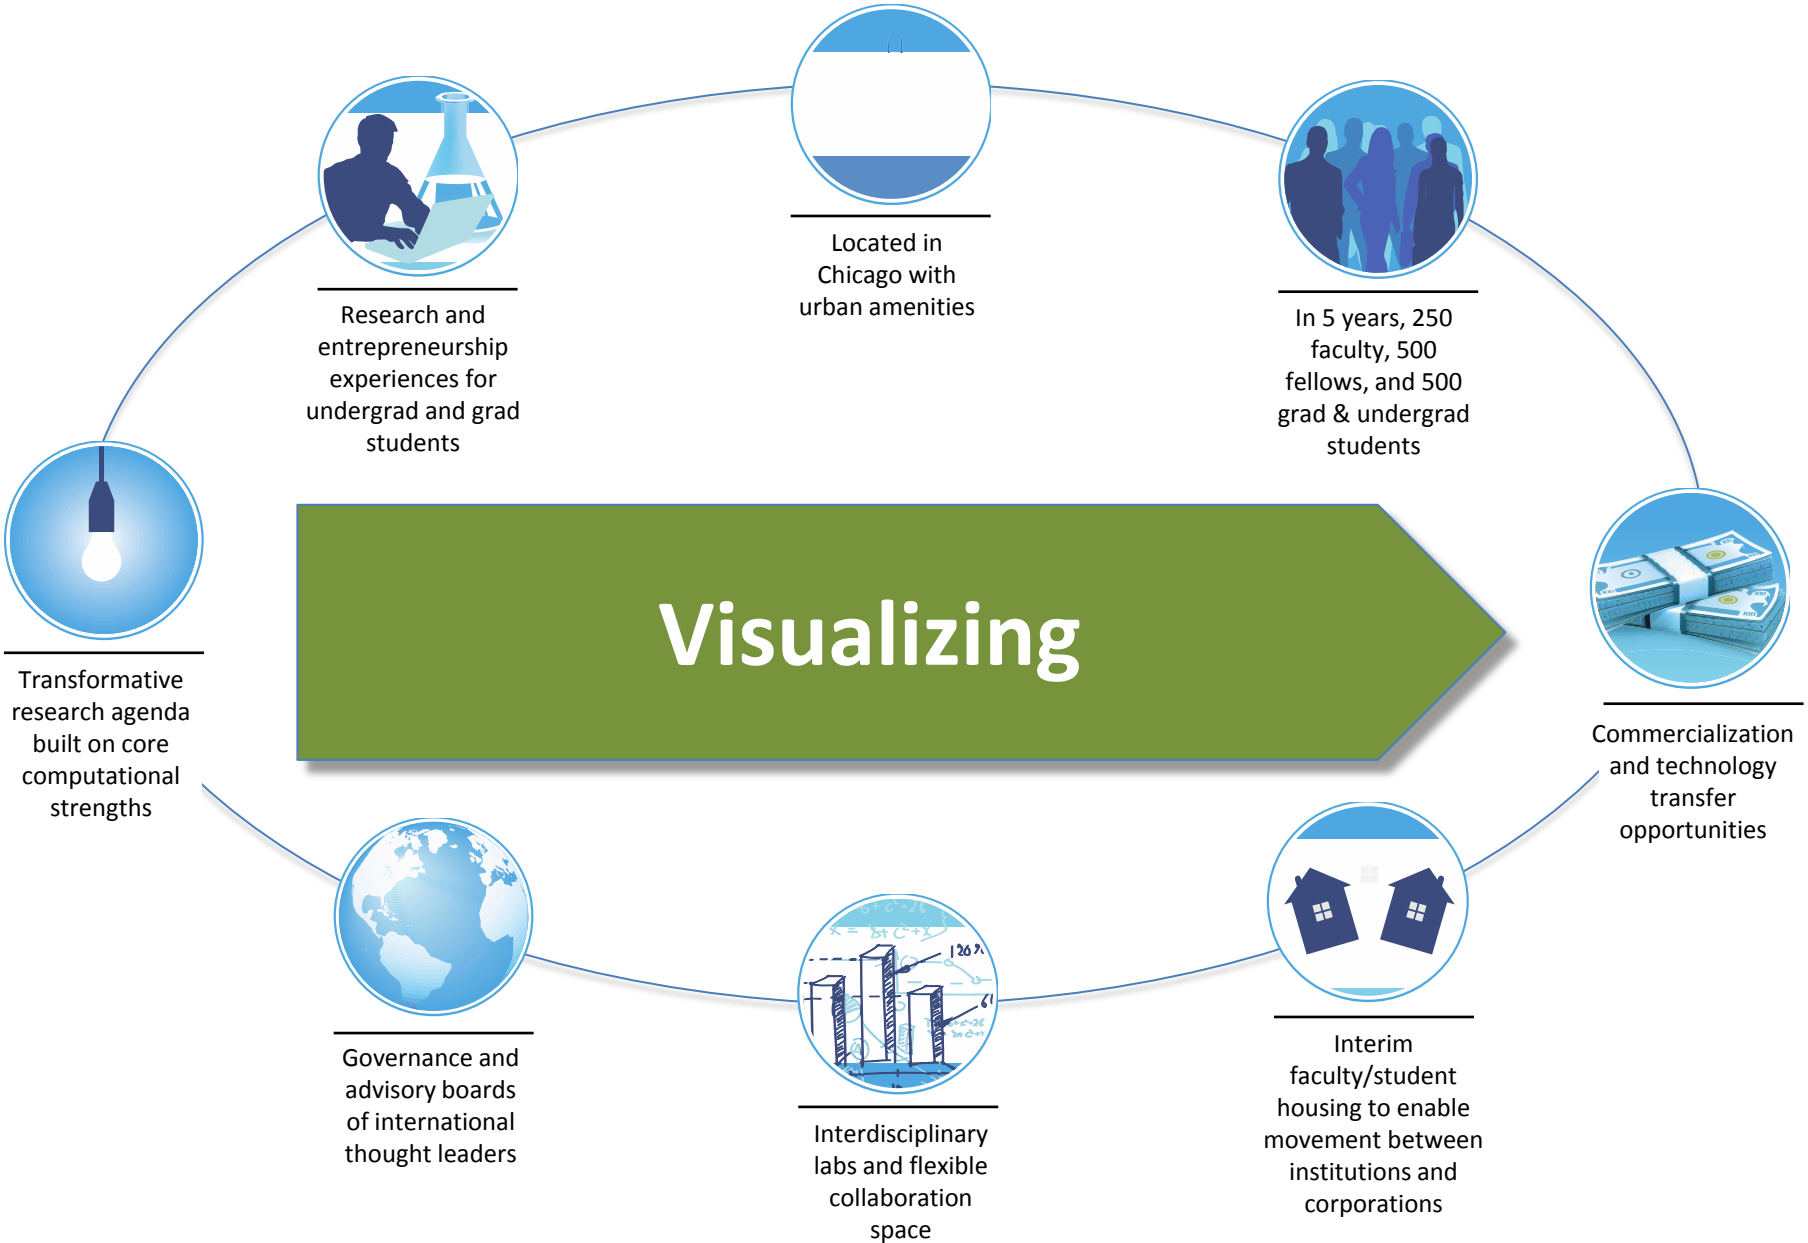 Located in
Chicago with
urban amenities
Research and
entrepreneurship
experiences for
undergrad and grad
students
In 5 years, 250
faculty, 500
fellows, and 500
grad & undergrad
students
Visualizing
Transformative
research agenda
built on core
computational
strengths
Commercialization
and technology
transfer
opportunities
Governance and
advisory boards
of international
thought leaders
120%
Interdisciplinary
labs and flexible
collaboration
space
Interim
faculty/student
housing to enable
movement between
institutions and
corporations